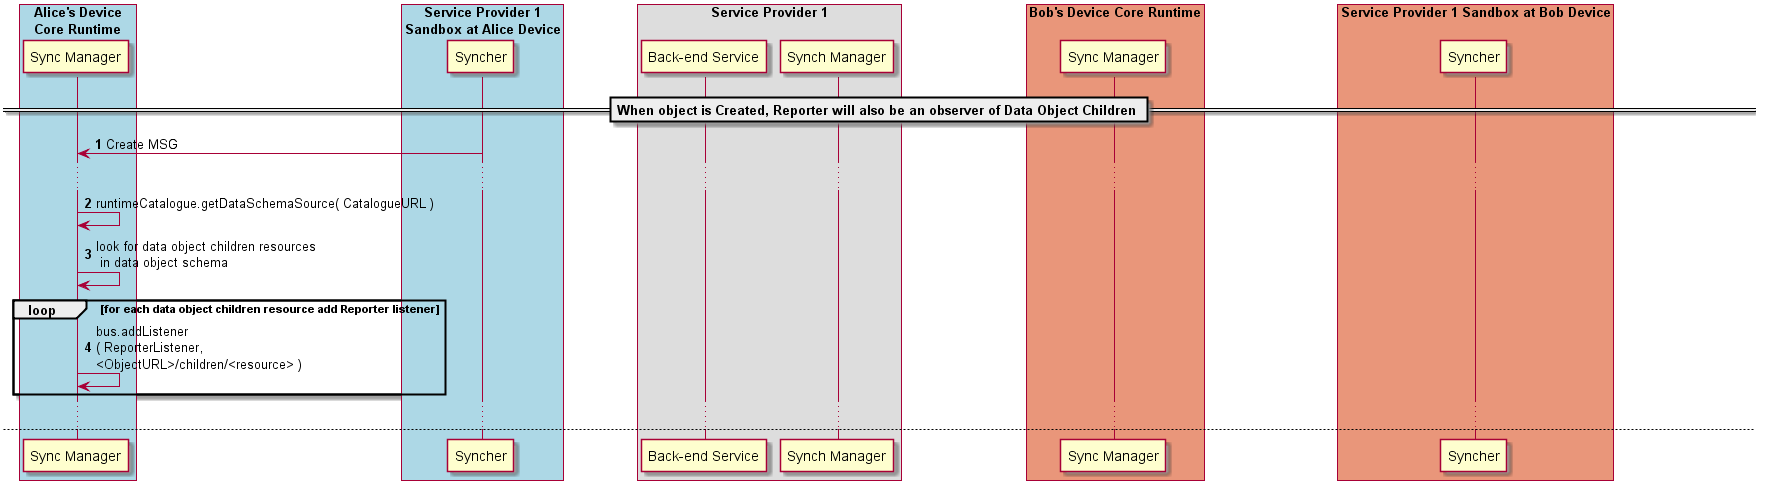 Alice's Device
Core Runtime
Service Provider 1
Sandbox at Alice Device
Service Provider 1
Bob's Device Core Runtime
Service Provider 1 Sandbox at Bob Device
Sync Manager
Syncher
Back-end Service
Synch Manager
Sync Manager
Syncher
When object is Created, Reporter will also be an observer of Data Object Children
1 Create MSG
2 runtimeCatalogue.getDataSchemaSource( CatalogueURL )
3 look for data object children resources
in data object schema
loop [for each data object children resource add Reporter listener]
bus.addListener
4 ( ReporterListener,
<ObjectURL>/children/<resource> )
Sync Manager
Syncher
Back-end Service
Synch Manager
Sync Manager
Syncher